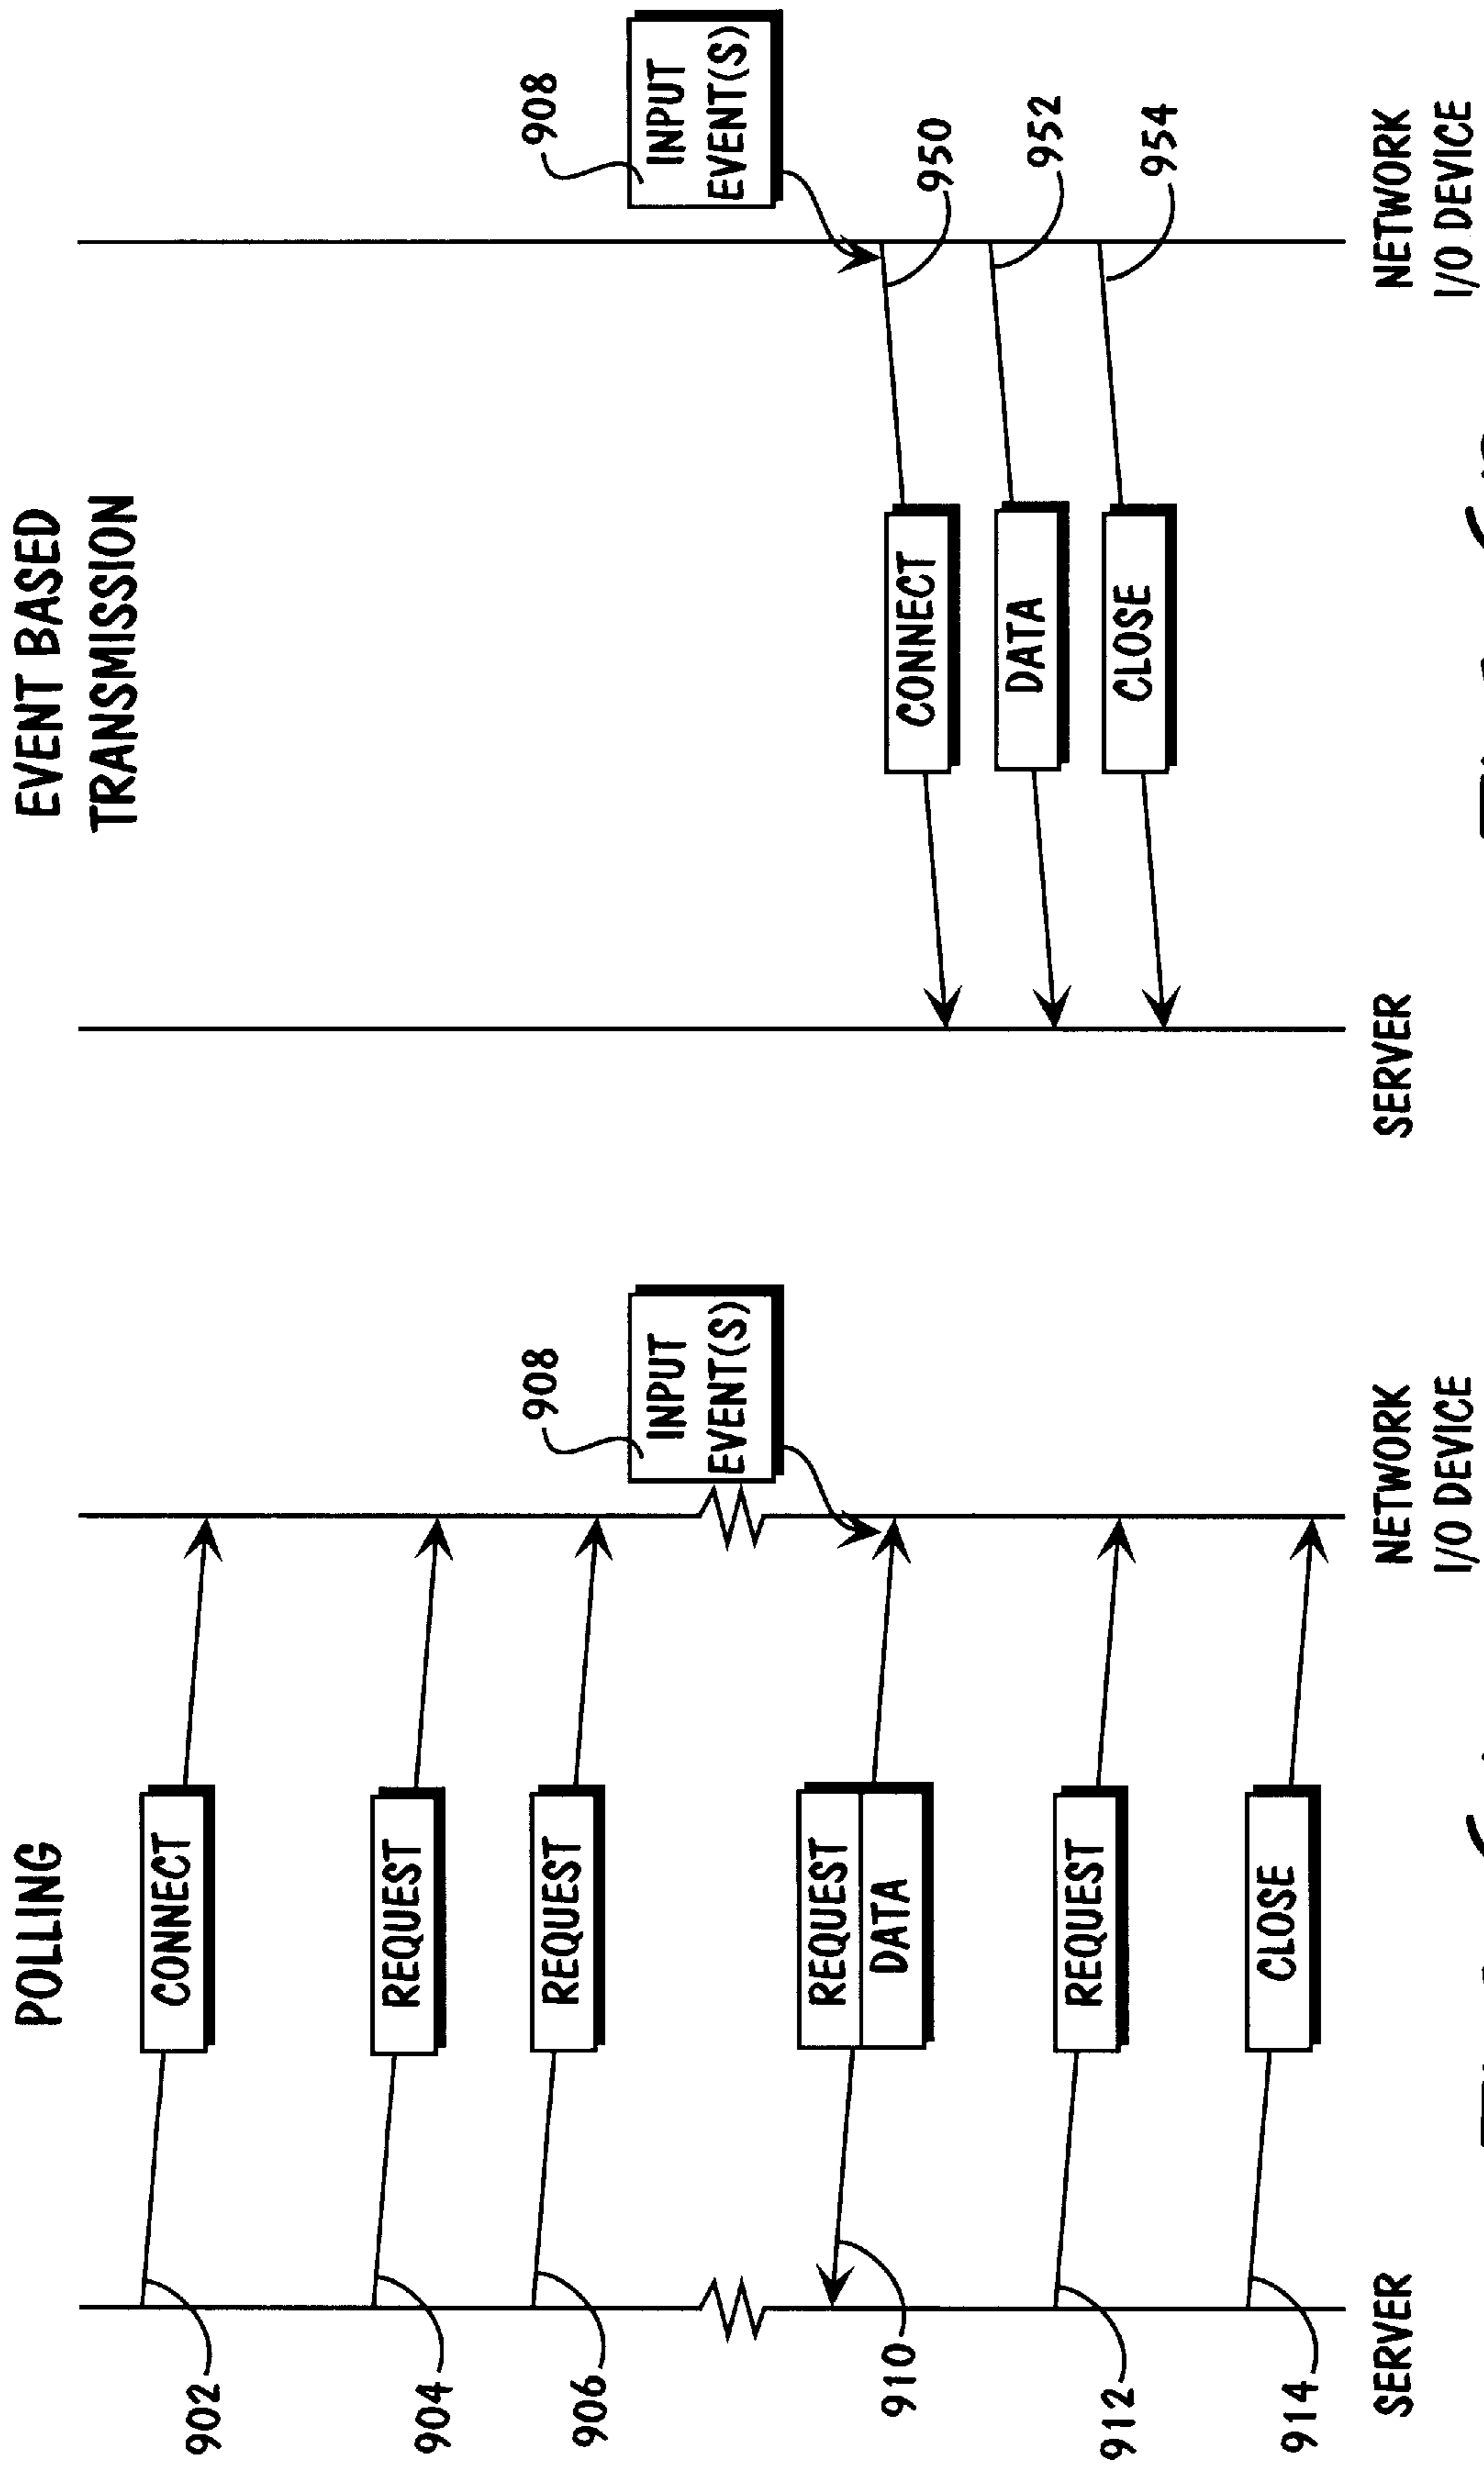 POLLING
902
CONNECT
904
REQUEST
906
REQUEST
908
INPUT
EVENT(S)
910
REQUEST
DATA
912
REQUEST
914
CLOSE
SERVER
NETWORK
I/O DEVICE
EVENT BASED
TRANSMISSION
908
INPUT
EVENT(S)
950
CONNECT
952
DATA
954
CLOSE
SERVER
NETWORK
I/O DEVICE